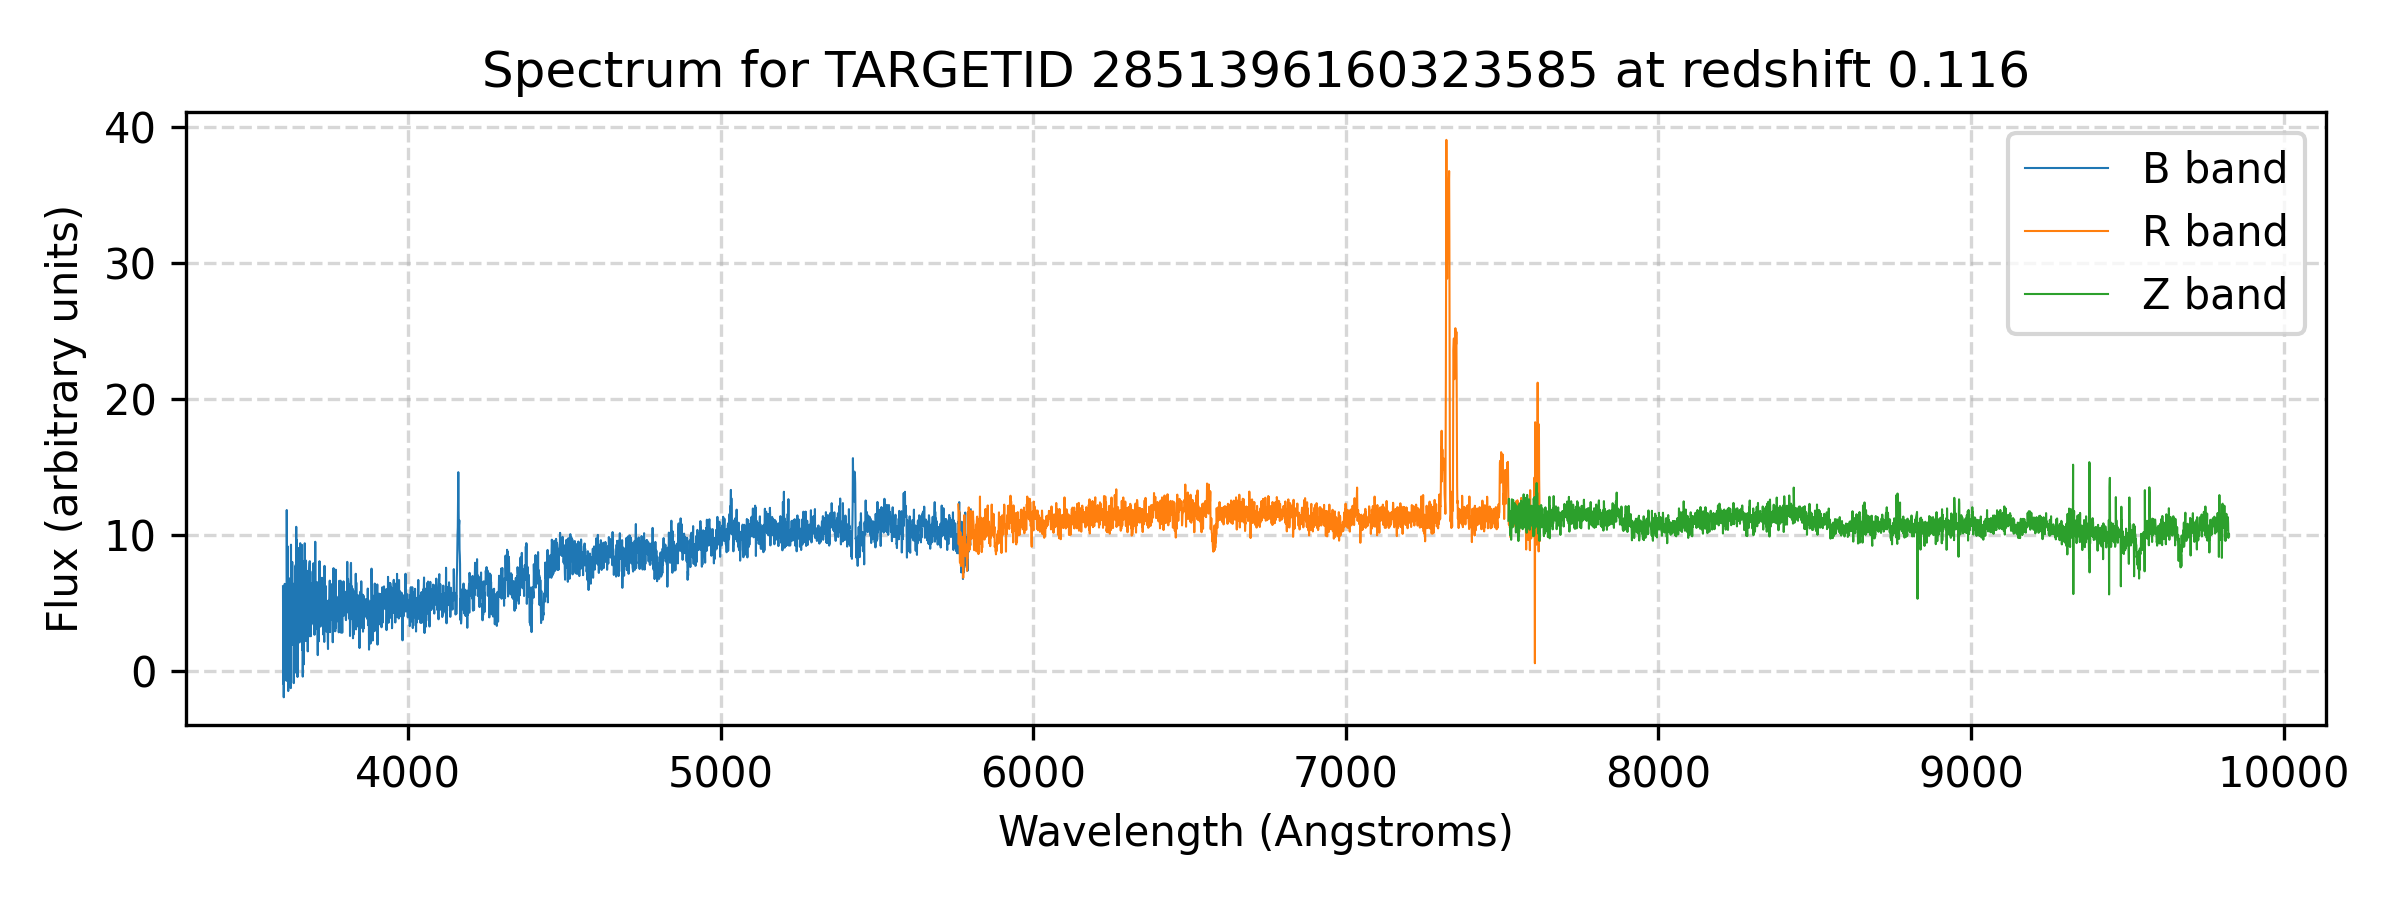 Spectrum for TARGETID 2851396160323585 at redshift 0.116
40
30
20
10
0
Flux (arbitrary units)
B band
R band
Z band
4000 5000 6000 7000 8000 9000 10000
Wavelength (Angstroms)